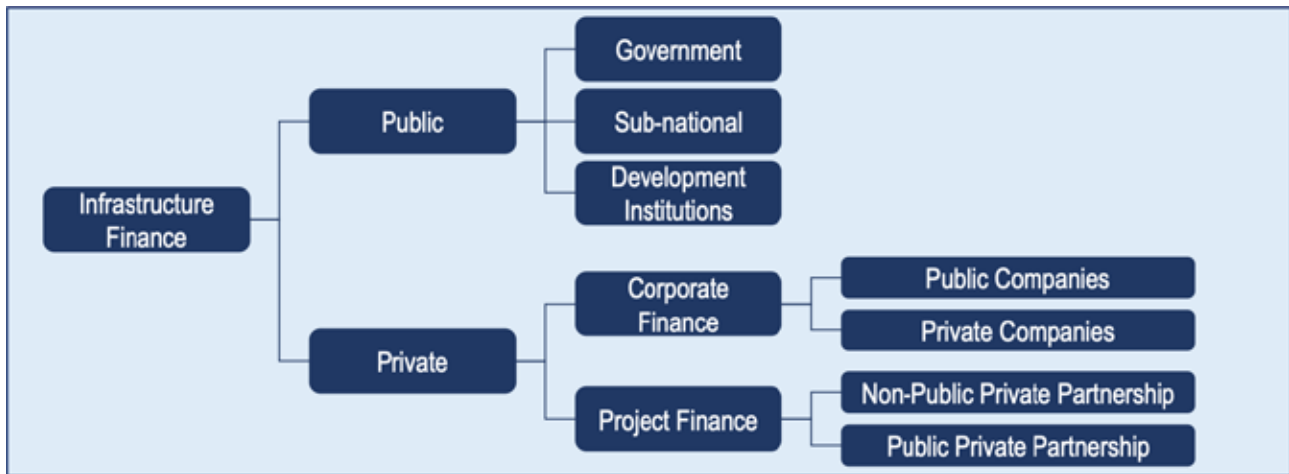 Government
Public
Sub-national
Development
Institutions
Infrastructure
Finance
Corporate
Finance
Public Companies
Private Companies
Private
Project Finance
Non-Public Private Partnership
Public Private Partnership